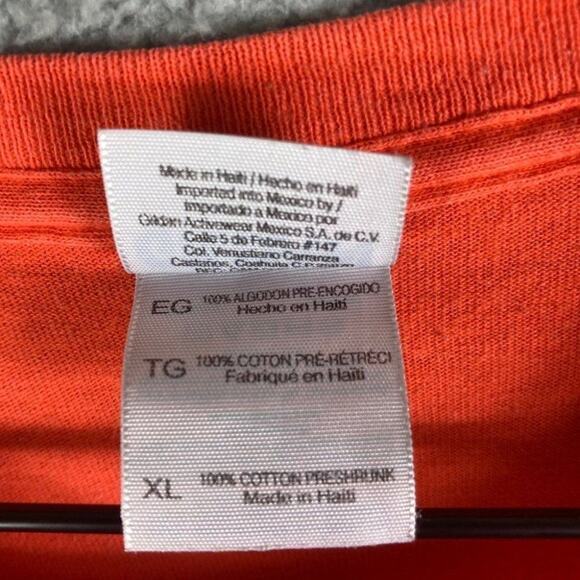 Made in Haiti / Hecho en Haiti
Imported into Mexico by /
Importado a Mexico por
Gildan Activewear Mexico S.A. de C.V.
Calle 5 de Febrero #147
Col. Venustiano Carranza
Castaños, Coahuila
EG 100% ALGODON PRE-ENCOGIDO
Hecho en Haiti
TG 100% COTON PRÉ-RÉTRÉCI
Fabriqué en Haïti
XL 100% COTTON PRESHRUNK
Made in Haiti